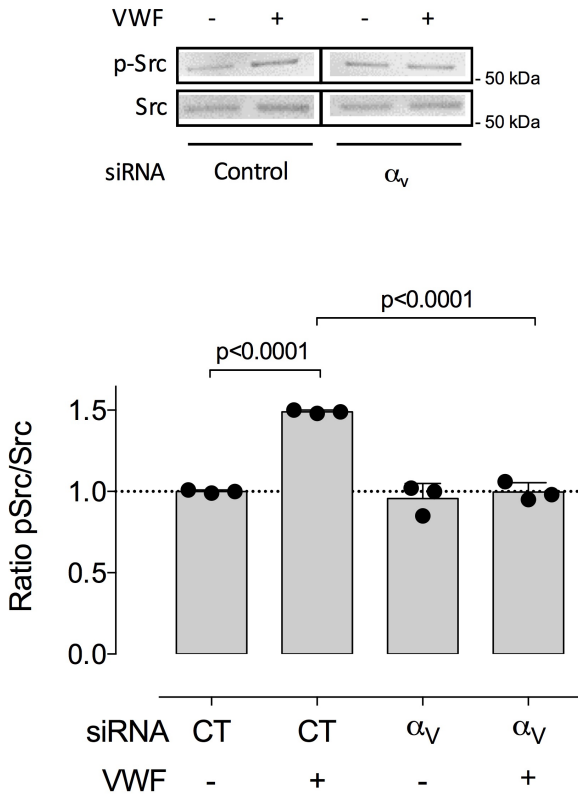 VWF - + - +
p-Src - 50 kDa
Src - 50 kDa
siRNA Control αv
p<0.0001
p<0.0001
Ratio pSrc/Src
1.5
1.0
0.5
0.0
siRNA CT CT αV αV
VWF - + - +